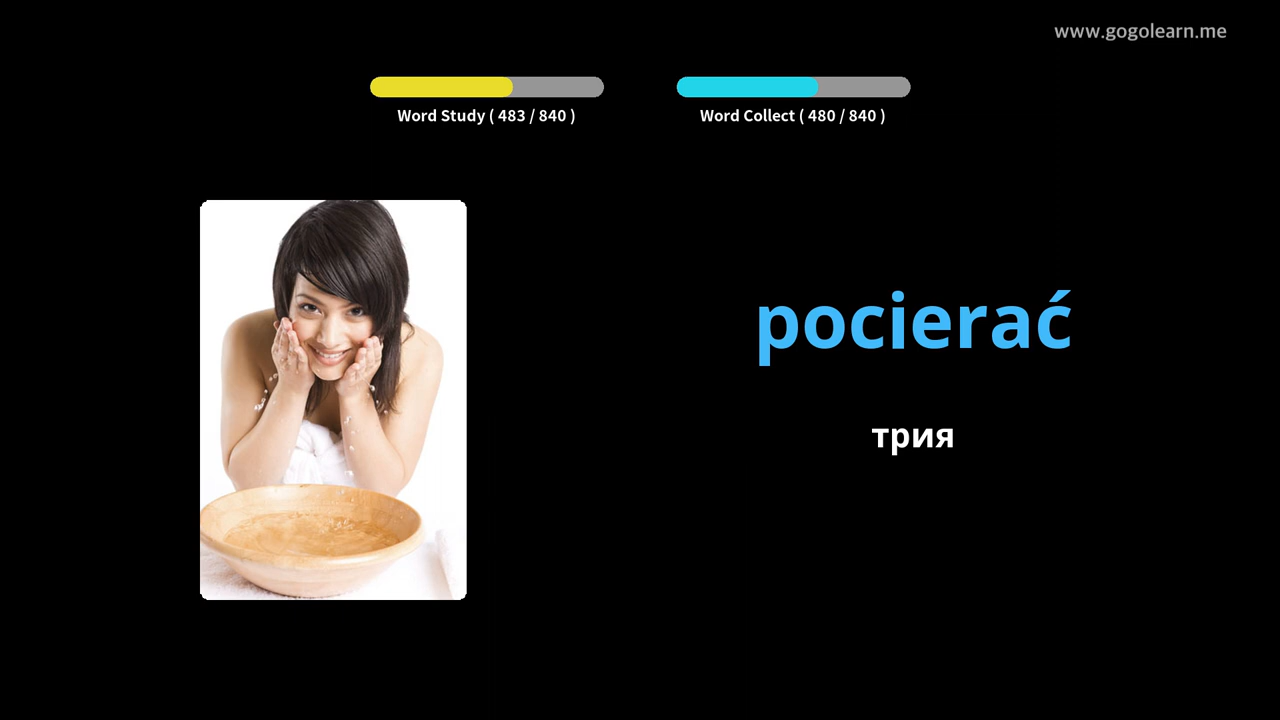 www.gogolearn.me
Word Study ( 483 / 840 )
Word Collect ( 480 / 840 )
pocierać
трия